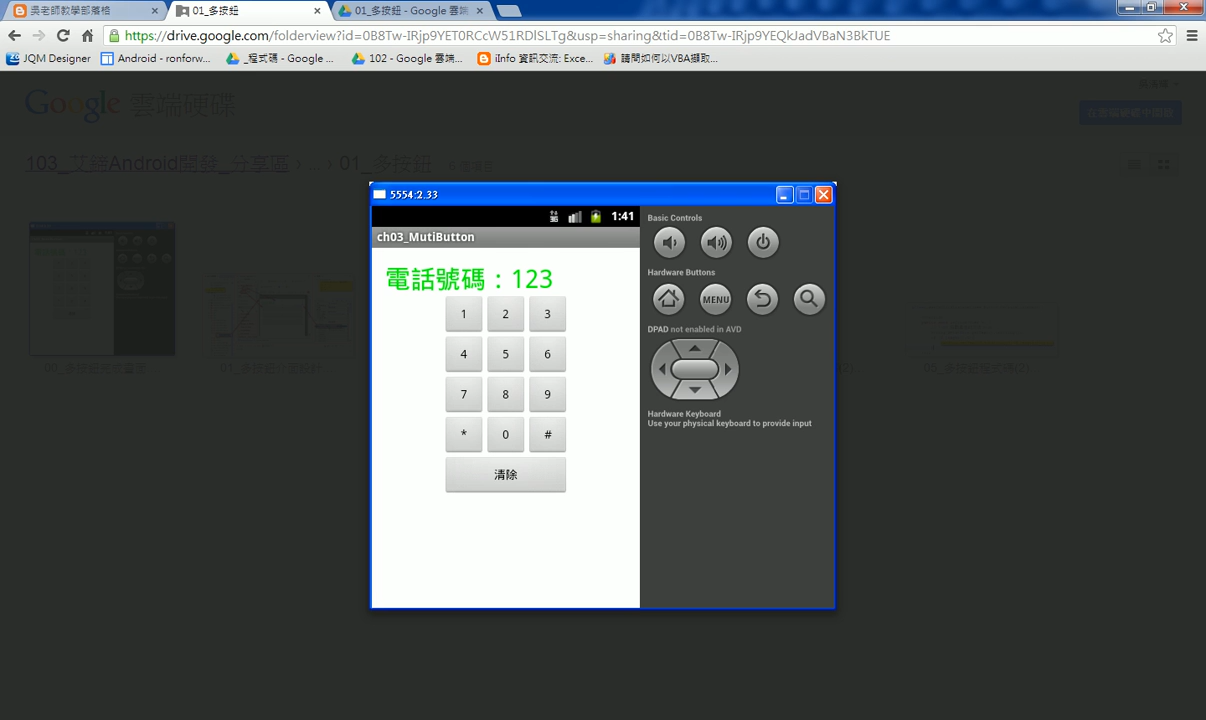 吳老師教學部落格
01_多按鈕
01_多按鈕 - Google 雲端
https://drive.google.com/folderview?id=0B8Tw-IRjp9YET0RCcW51RDlSLTg&usp=sharing&tid=0B8Tw-IRjp9YEQkJadVBaN3BkTUE
JQM Designer
Android - ronforw...
_程式碼 - Google ...
102 - Google 雲端...
iInfo 資訊交流: Exce...
請問如何以VBA擷取...
Google 雲端硬碟
103_艾鍗Android開發_分享區 › ... › 01_多按鈕
5554:2.33
1:41
ch03_MutiButton
電話號碼：123
1 2 3
4 5 6
7 8 9
* 0 #
清除
Basic Controls
Hardware Buttons
MENU
DPAD not enabled in AVD
Hardware Keyboard
Use your physical keyboard to provide input